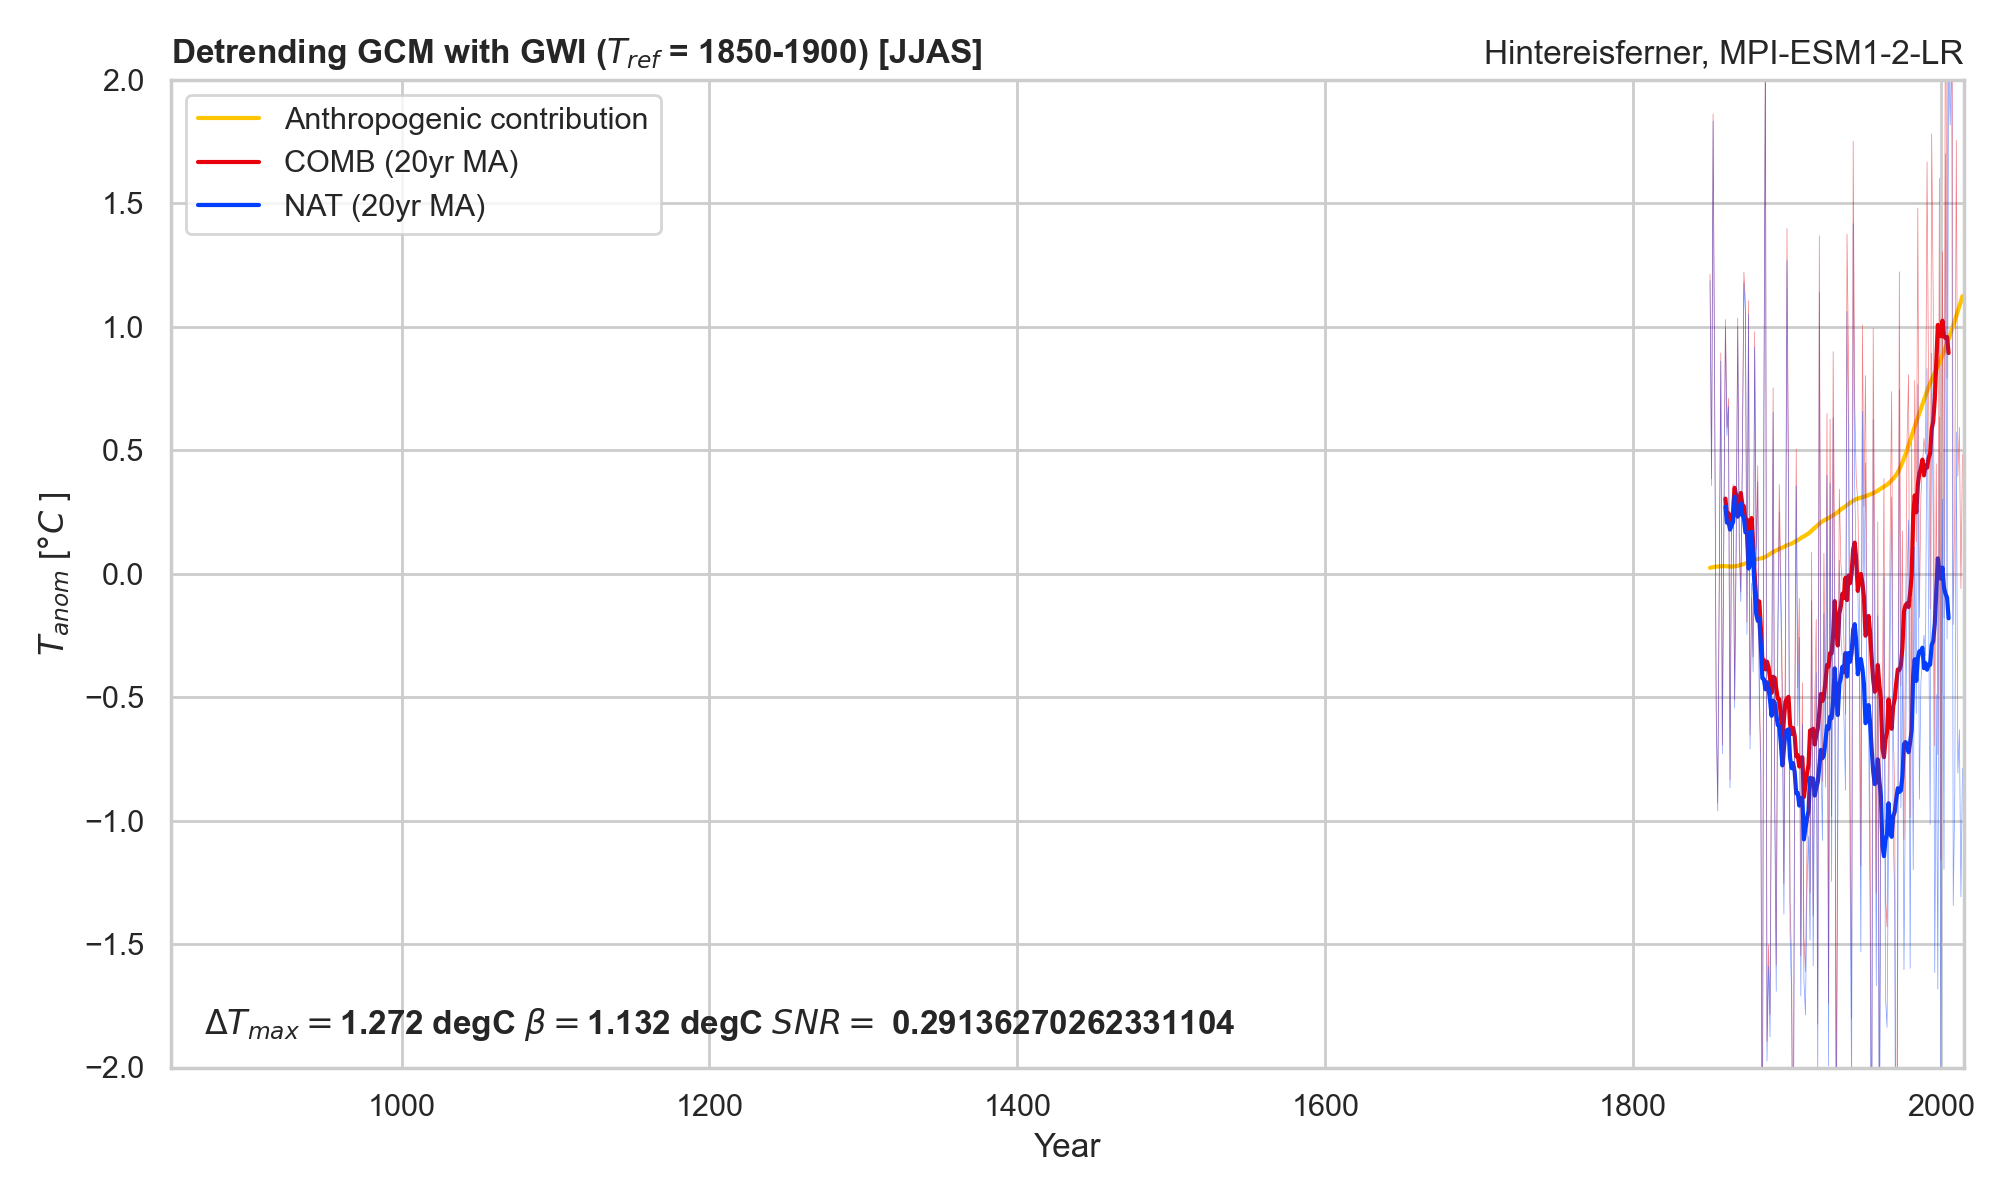 Detrending GCM with GWI (T_ref = 1850-1900) [JJAS]
Hintereisferner, MPI-ESM1-2-LR
Anthropogenic contribution
COMB (20yr MA)
NAT (20yr MA)
2.0
1.5
1.0
0.5
0.0
−0.5
−1.0
−1.5
−2.0
T_anom [°C]
ΔT_max = 1.272 degC β = 1.132 degC SNR = 0.29136270262331104
1000 1200 1400 1600 1800 2000
Year